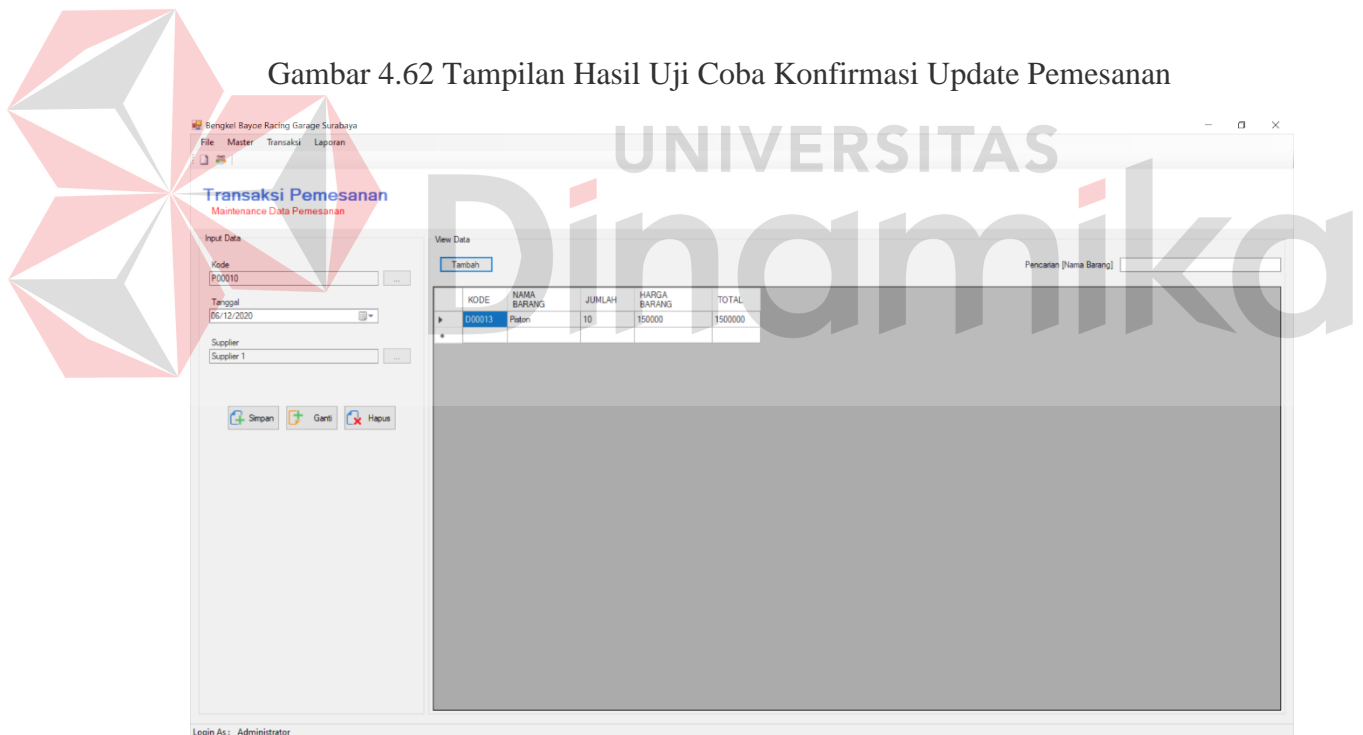 Gambar 4.62 Tampilan Hasil Uji Coba Konfirmasi Update Pemesanan
Bengkel Bayoe Racing Garage Surabaya
File Master Transaksi Laporan
UNIVERSITAS
Dinamika
Transaksi Pemesanan
Maintenance Data Pemesanan
Input Data
Kode
P00010
...
Tanggal
06/12/2020
Supplier
Supplier 1
...
Simpan Ganti Hapus
View Data
Tambah
Pencarian [Nama Barang]
KODE NAMA BARANG JUMLAH HARGA BARANG TOTAL
D00013 Piston 10 150000 1500000
Login As : Administrator